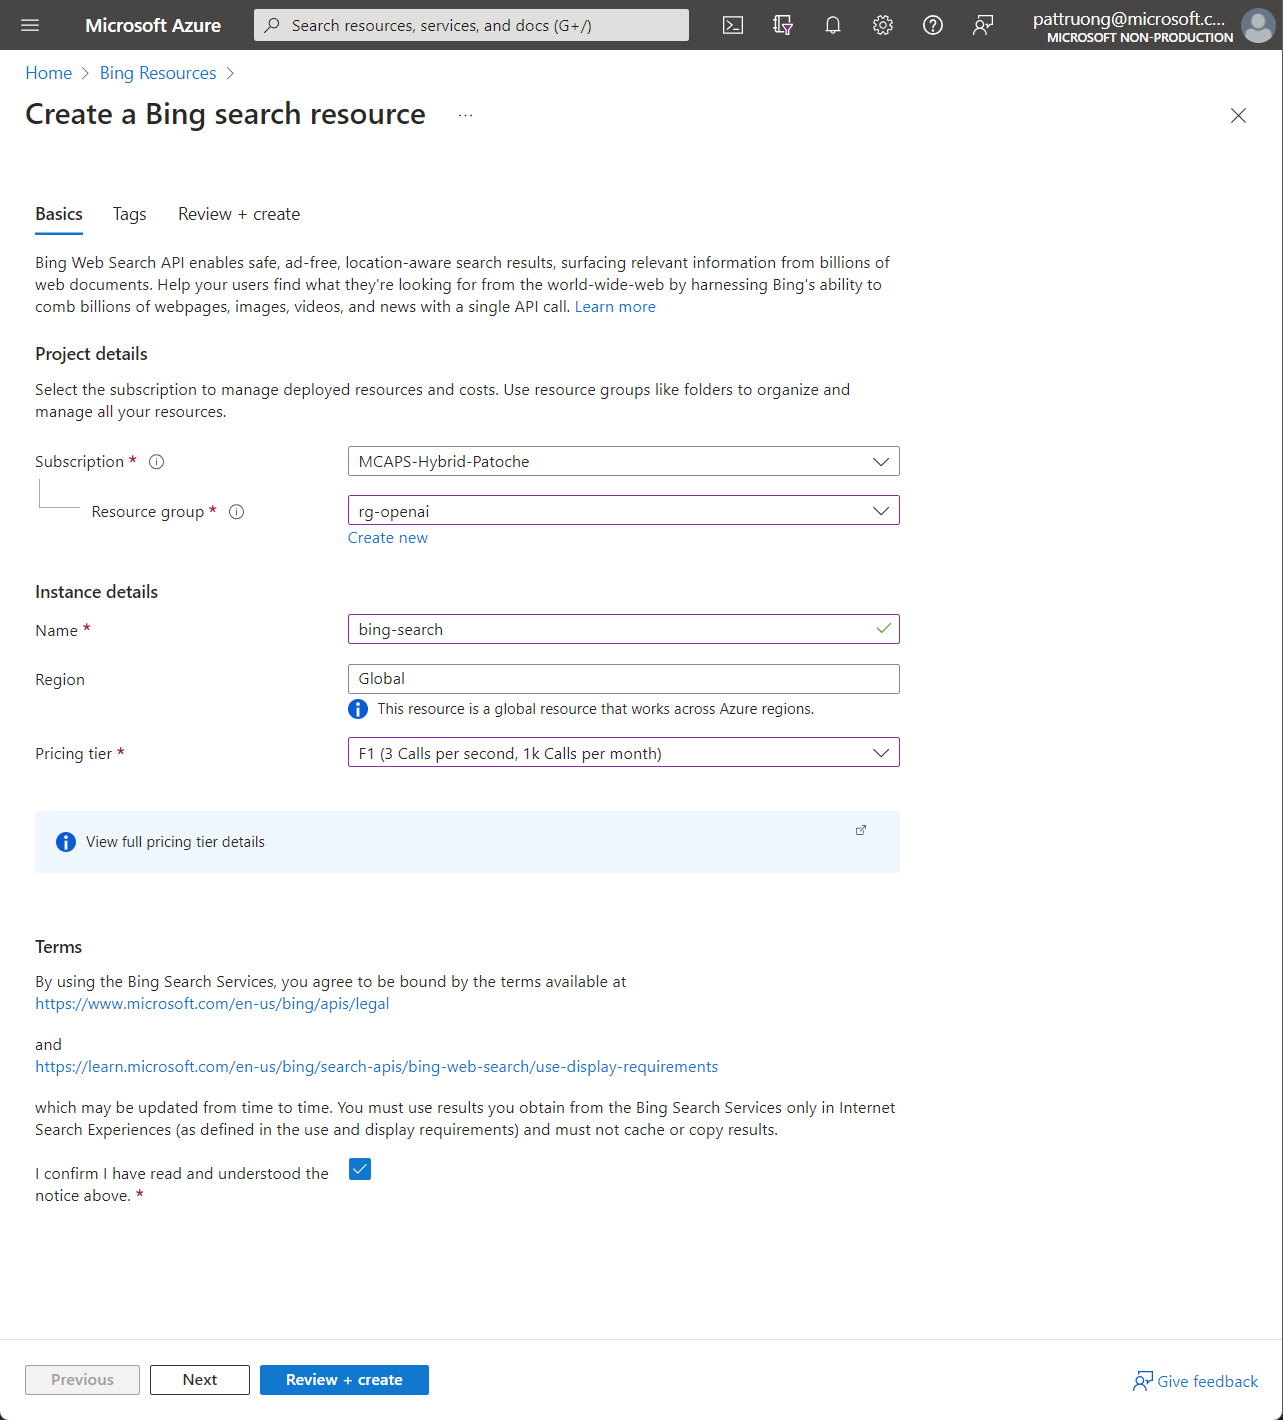 Microsoft Azure
Search resources, services, and docs (G+/)
pattruong@microsoft.c...
MICROSOFT NON-PRODUCTION
Home > Bing Resources >
Create a Bing search resource ...
Basics Tags Review + create
Bing Web Search API enables safe, ad-free, location-aware search results, surfacing relevant information from billions of
web documents. Help your users find what they're looking for from the world-wide-web by harnessing Bing's ability to
comb billions of webpages, images, videos, and news with a single API call. Learn more
Project details
Select the subscription to manage deployed resources and costs. Use resource groups like folders to organize and
manage all your resources.
Subscription * MCAPS-Hybrid-Patoche
Resource group * rg-openai
Create new
Instance details
Name * bing-search
Region Global
This resource is a global resource that works across Azure regions.
Pricing tier * F1 (3 Calls per second, 1k Calls per month)
View full pricing tier details
Terms
By using the Bing Search Services, you agree to be bound by the terms available at
https://www.microsoft.com/en-us/bing/apis/legal
and
https://learn.microsoft.com/en-us/bing/search-apis/bing-web-search/use-display-requirements
which may be updated from time to time. You must use results you obtain from the Bing Search Services only in Internet
Search Experiences (as defined in the use and display requirements) and must not cache or copy results.
I confirm I have read and understood the
notice above. *
Previous Next Review + create Give feedback